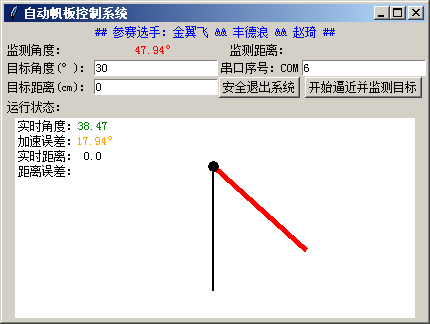 自动帆板控制系统
## 参赛选手: 金翼飞 && 丰德浪 && 赵琦 ##
监测角度: 47.94° 监测距离:
目标角度(°): 30 串口序号: COM 6
目标距离(cm): 0 安全退出系统 开始逼近并监测目标
运行状态:
实时角度: 38.47
加速误差: 17.94°
实时距离: 0.0
距离误差: